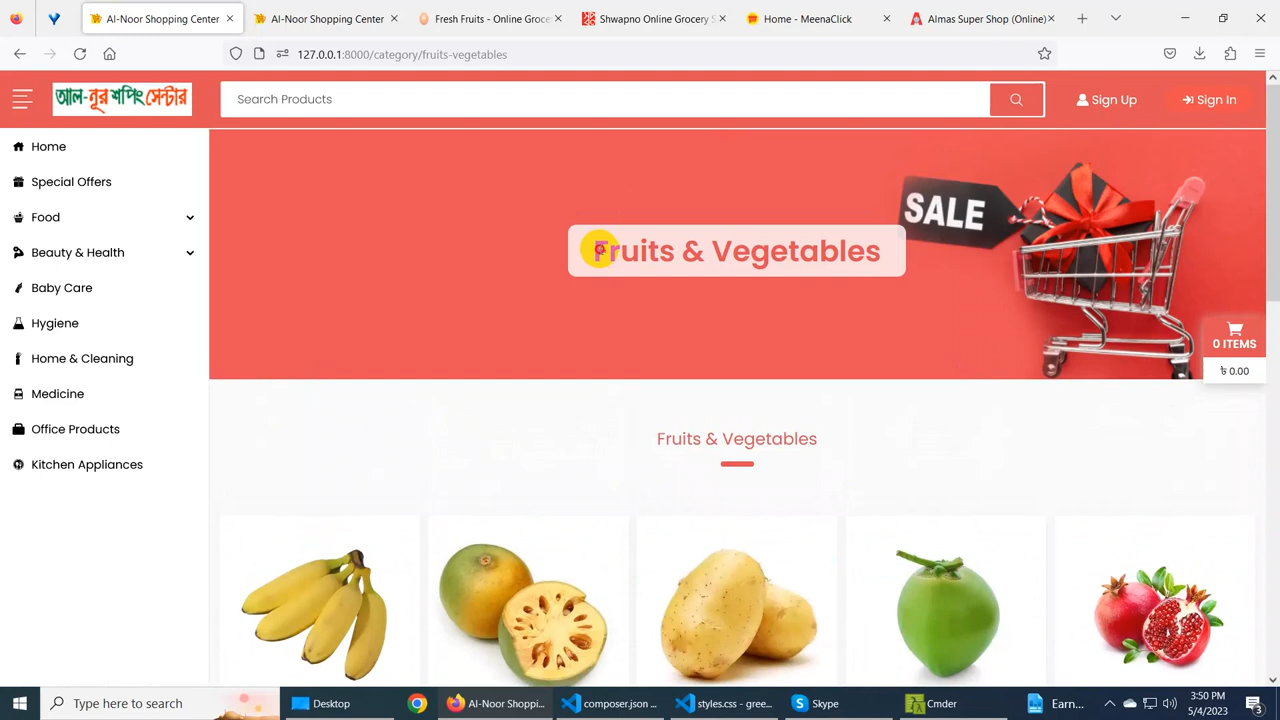 Al-Noor Shopping Center
Al-Noor Shopping Center
Fresh Fruits - Online Groce
Shwapno Online Grocery S
Home - MeenaClick
Almas Super Shop (Online)
127.0.0.1:8000/category/fruits-vegetables
আল-নূর শপিং সেন্টার
Search Products
Sign Up
Sign In
Home
Special Offers
Food
Beauty & Health
Baby Care
Hygiene
Home & Cleaning
Medicine
Office Products
Kitchen Appliances
SALE
Fruits & Vegetables
0 ITEMS
৳ 0.00
Fruits & Vegetables
Type here to search
Desktop
Al-Noor Shoppi...
composer.json ...
styles.css - gree...
Skype
Cmder
Earn...
3:50 PM
5/4/2023
3